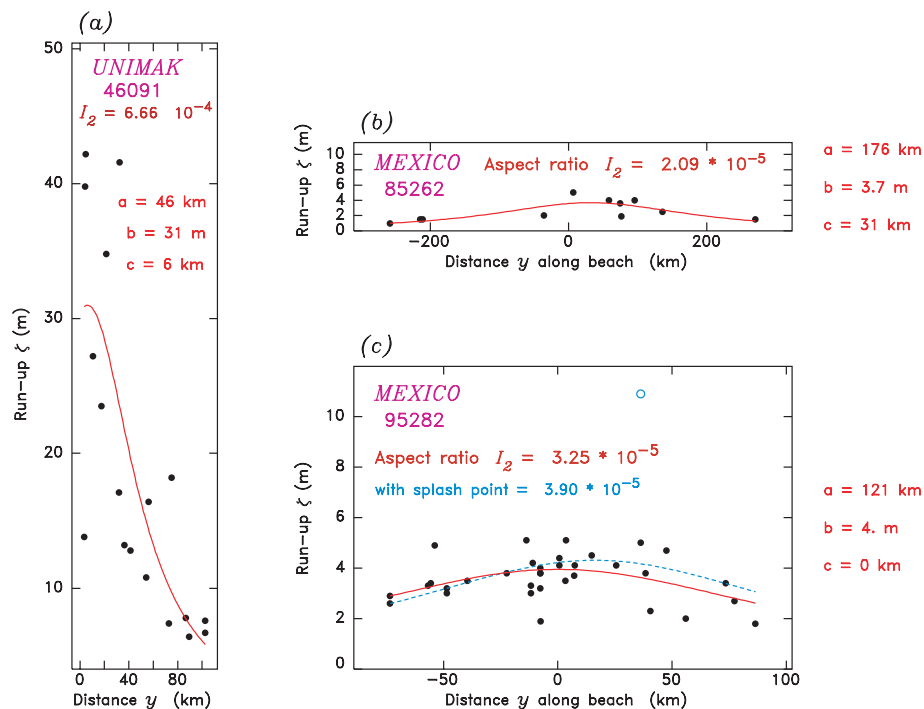 (a)
50
40
30
20
10
Run-up ζ (m)
UNIMAK
46091
I₂ = 6.66 10⁻⁴
a = 46 km
b = 31 m
c = 6 km
0 40 80
Distance y (km)
(b)
10
8
6
4
2
0
Run-up ζ (m)
MEXICO
85262
Aspect ratio I₂ = 2.09 * 10⁻⁵
−200 0 200
Distance y along beach (km)
a = 176 km
b = 3.7 m
c = 31 km
(c)
10
8
6
4
2
0
Run-up ζ (m)
MEXICO
95282
Aspect ratio I₂ = 3.25 * 10⁻⁵
with splash point = 3.90 * 10⁻⁵
−50 0 50 100
Distance y along beach (km)
a = 121 km
b = 4. m
c = 0 km